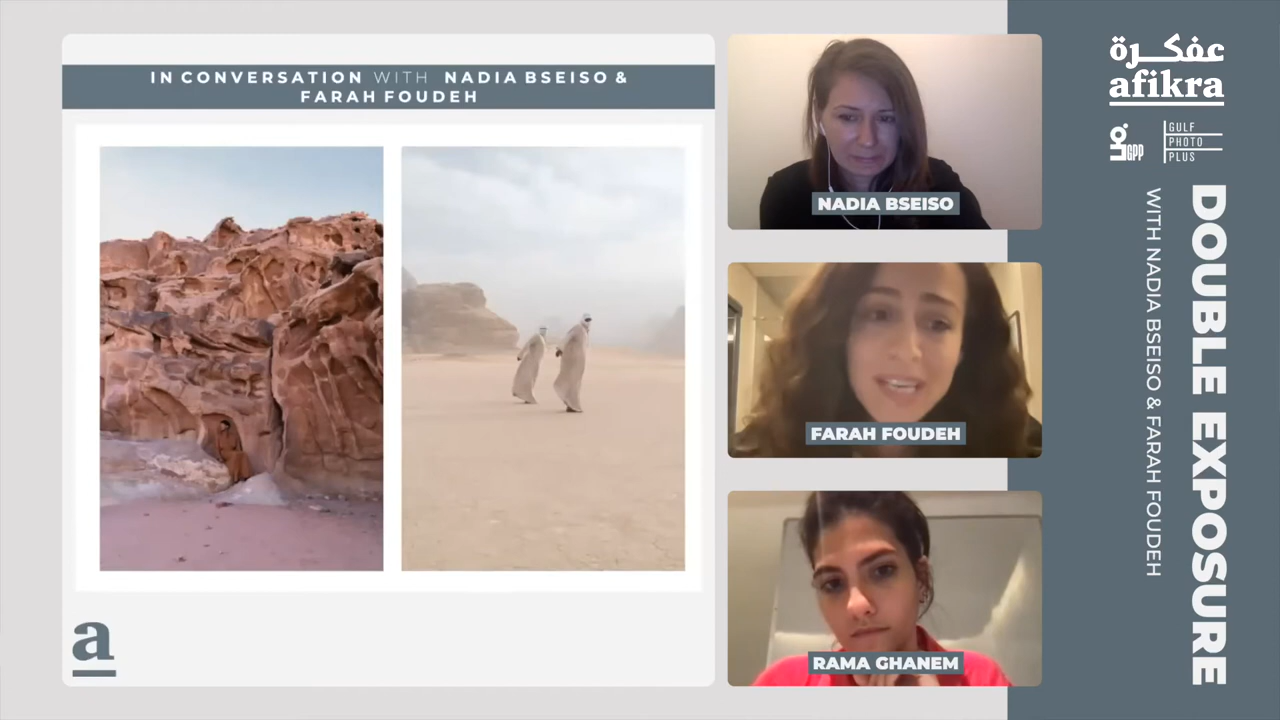 IN CONVERSATION WITH NADIA BSEISO &
FARAH FOUDEH
a
NADIA BSEISO
FARAH FOUDEH
RAMA GHANEM
عفكرة
afikra
GPP
GULF
PHOTO
PLUS
DOUBLE EXPOSURE
WITH NADIA BSEISO & FARAH FOUDEH